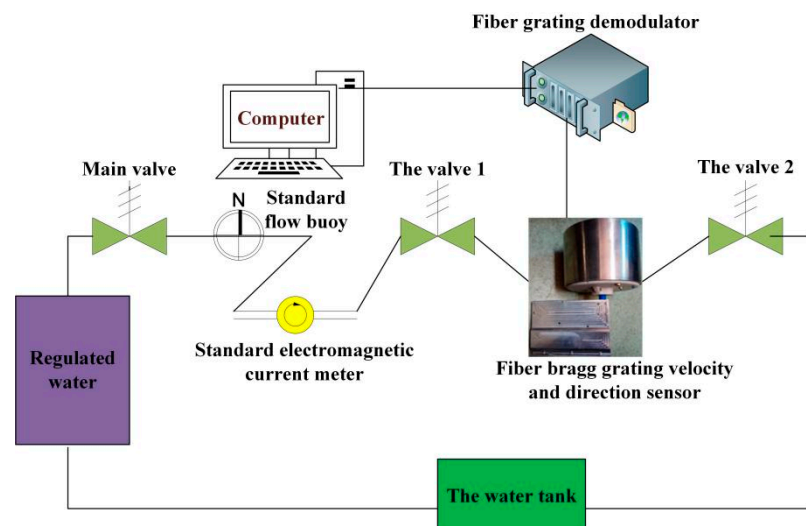 Fiber grating demodulator
Computer
Main valve
N
Standard
flow buoy
The valve 1
The valve 2
Regulated
water
Standard electromagnetic
current meter
Fiber bragg grating velocity
and direction sensor
The water tank